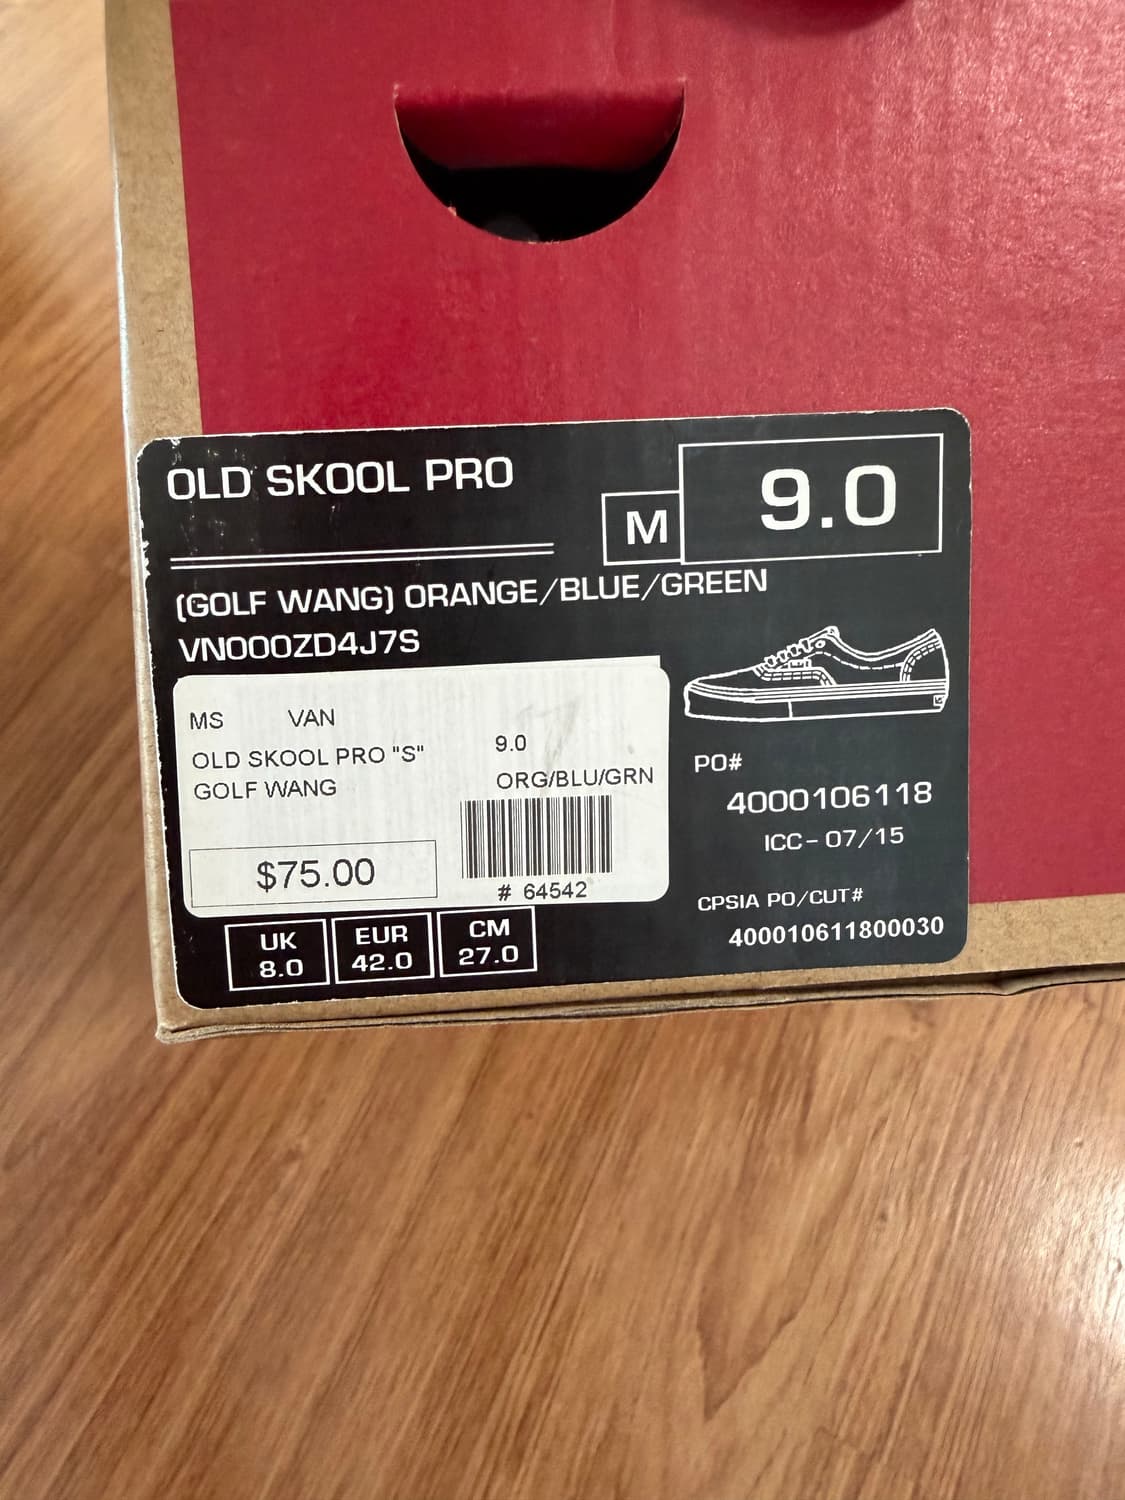 OLD SKOOL PRO
M
9.0
(GOLF WANG) ORANGE/BLUE/GREEN
VN000ZD4J7S
MS VAN
OLD SKOOL PRO "S" 9.0
GOLF WANG ORG/BLU/GRN
$75.00
# 64542
PO#
4000106118
ICC- 07/15
CPSIA PO/CUT#
400010611800030
UK
8.0
EUR
42.0
CM
27.0